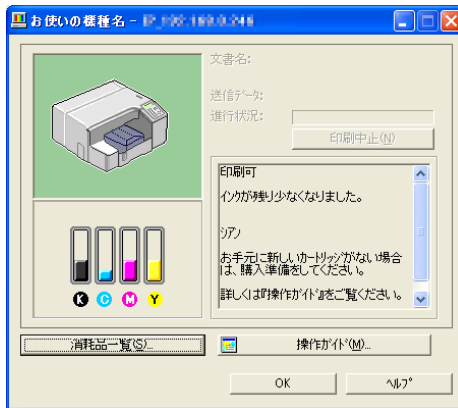 お使いの機種名 - IP_192.168.0.246
文書名:
送信データ:
進行状況:
印刷中止(N)
印刷可
インクが残り少なくなりました。
シアン
お手元に新しいカートリッジがない場合
は、購入準備をしてください。
詳しくは『操作ガイド』をご覧ください。
K C M Y
消耗品一覧(S)...
操作ガイド(M)...
OK
ヘルプ